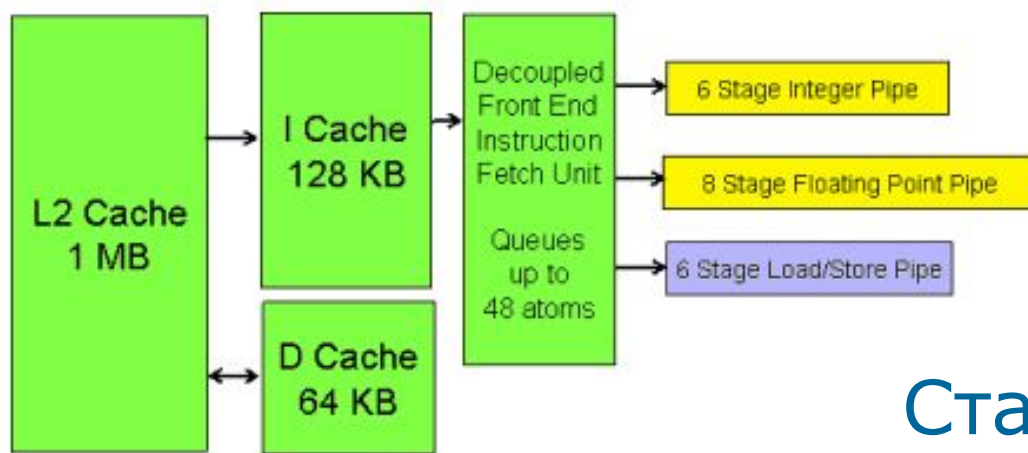 L2 Cache
1 MB
I Cache
128 KB
D Cache
64 KB
Decoupled
Front End
Instruction
Fetch Unit
Queues
up to
48 atoms
6 Stage Integer Pipe
8 Stage Floating Point Pipe
6 Stage Load/Store Pipe
Ста